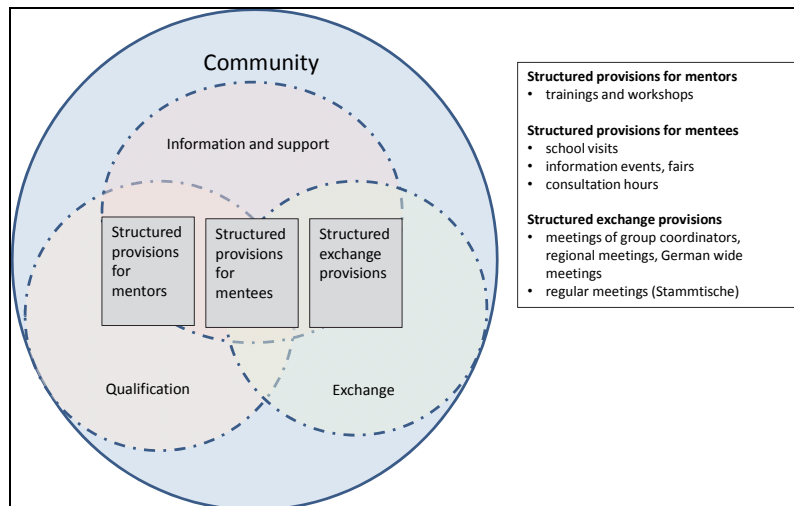 Community
Information and support
Structured
provisions
for
mentors
Structured
provisions
for
mentees
Structured
exchange
provisions
Qualification
Exchange
Structured provisions for mentors
• trainings and workshops
Structured provisions for mentee
• school visits
• information events, fairs
• consultation hours
Structured exchange provisions
• meetings of group coordinators,
regional meetings, German wide
meetings
• regular meetings (Stammtische)